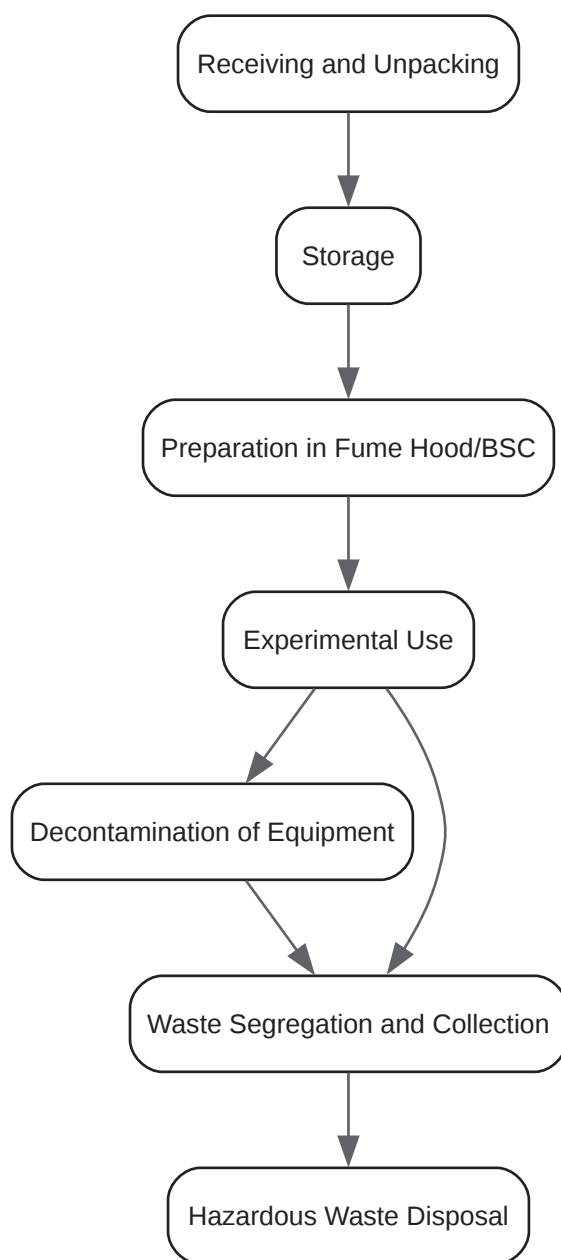 Receiving and Unpacking
Storage
Preparation in Fume Hood/BSC
Experimental Use
Decontamination of Equipment
Waste Segregation and Collection
Hazardous Waste Disposal